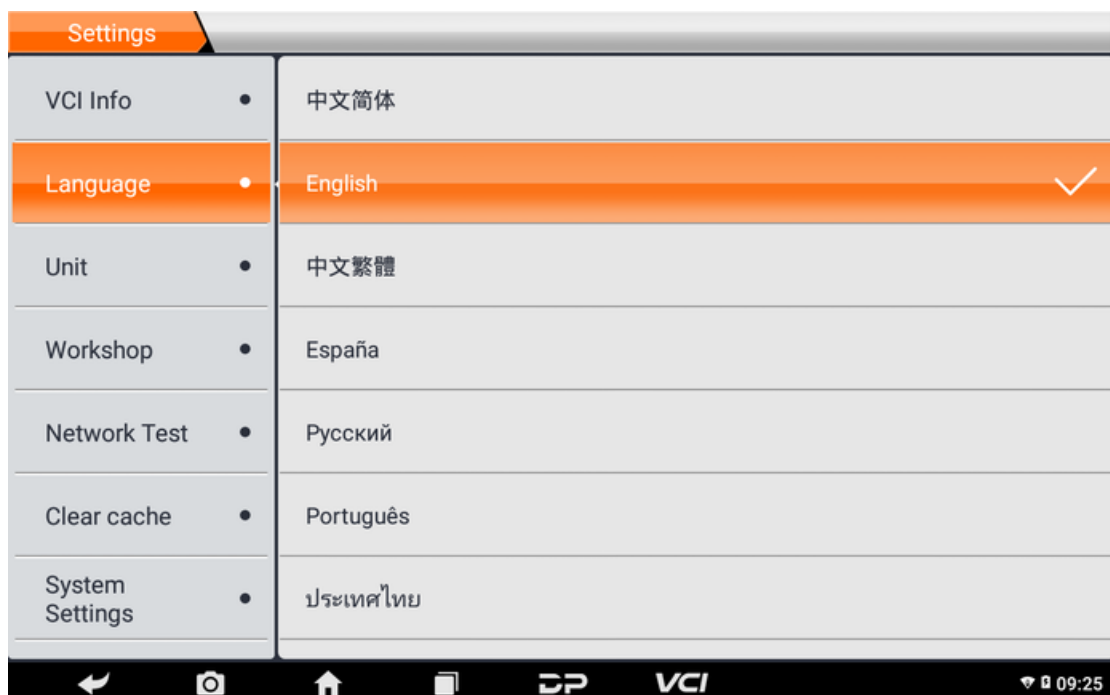 Settings
VCI Info
Language
Unit
Workshop
Network Test
Clear cache
System
Settings
中文简体
English
中文繁體
España
Русский
Português
ประเทศไทย
DP
VCI
09:25